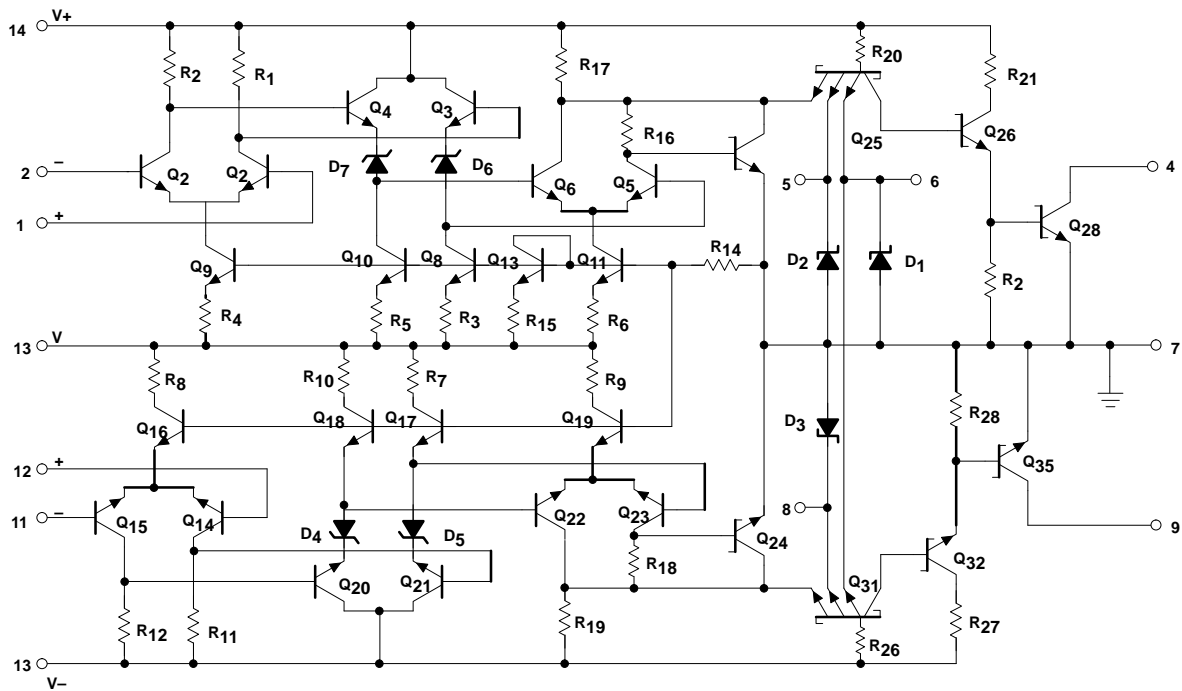 V+
14
R2
R1
R17
R20
R21
Q4
Q3
R16
Q26
Q25
2 –
Q2
Q2
D7
D6
Q6
Q5
5
6
4
1 +
Q28
R14
Q9
Q10
Q8
Q13
Q11
D2
D1
R2
R4
R5
R3
R15
R6
13 V
7
R8
R10
R7
R9
R28
Q16
Q18
Q17
Q19
D3
12 +
Q35
11 –
Q15
Q14
Q22
Q23
8
9
D4
D5
Q24
Q32
Q20
Q21
R18
Q31
R12
R11
R19
R27
R26
13
V–